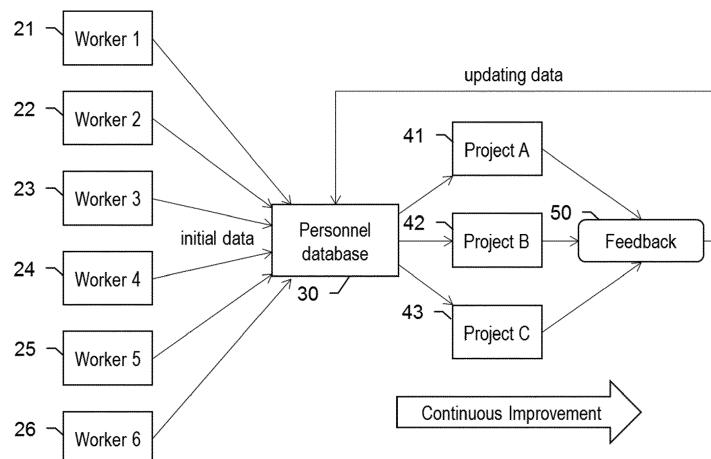 21
Worker 1
22
Worker 2
23
Worker 3
24
Worker 4
25
Worker 5
26
Worker 6
initial data
Personnel
database
30
updating data
41
Project A
42
Project B
43
Project C
50
Feedback
Continuous Improvement